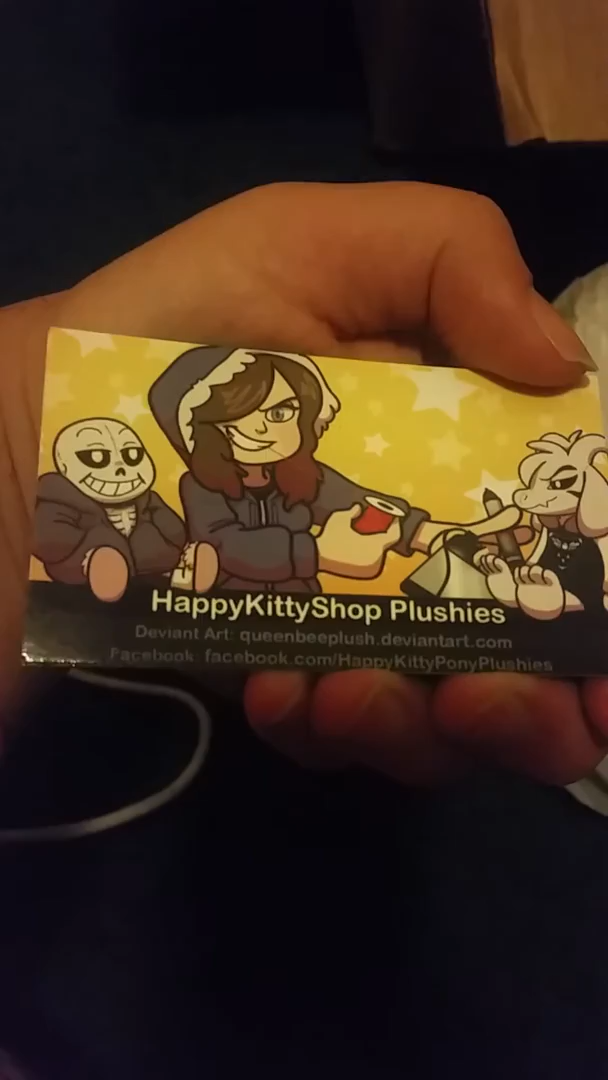 HappyKittyShop Plushies
Deviant Art: queenbeeplush.deviantart.com
Facebook facebook.com/HappyKittyPonyPlushies